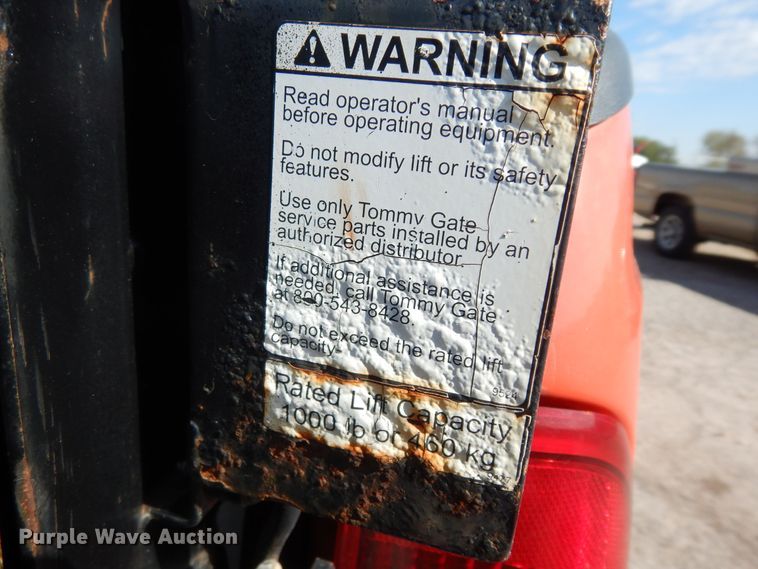 WARNING
Read operator's manual
before operating equipment.
Do not modify lift or its safety
features.
Use only Tommy Gate
service parts installed by an
authorized distributor.
If additional assistance is
needed, call Tommy Gate
at 800-543-8428.
Do not exceed the rated lift
capacity.
Rated Lift Capacity
1000 lb or 460 kg
Purple Wave Auction